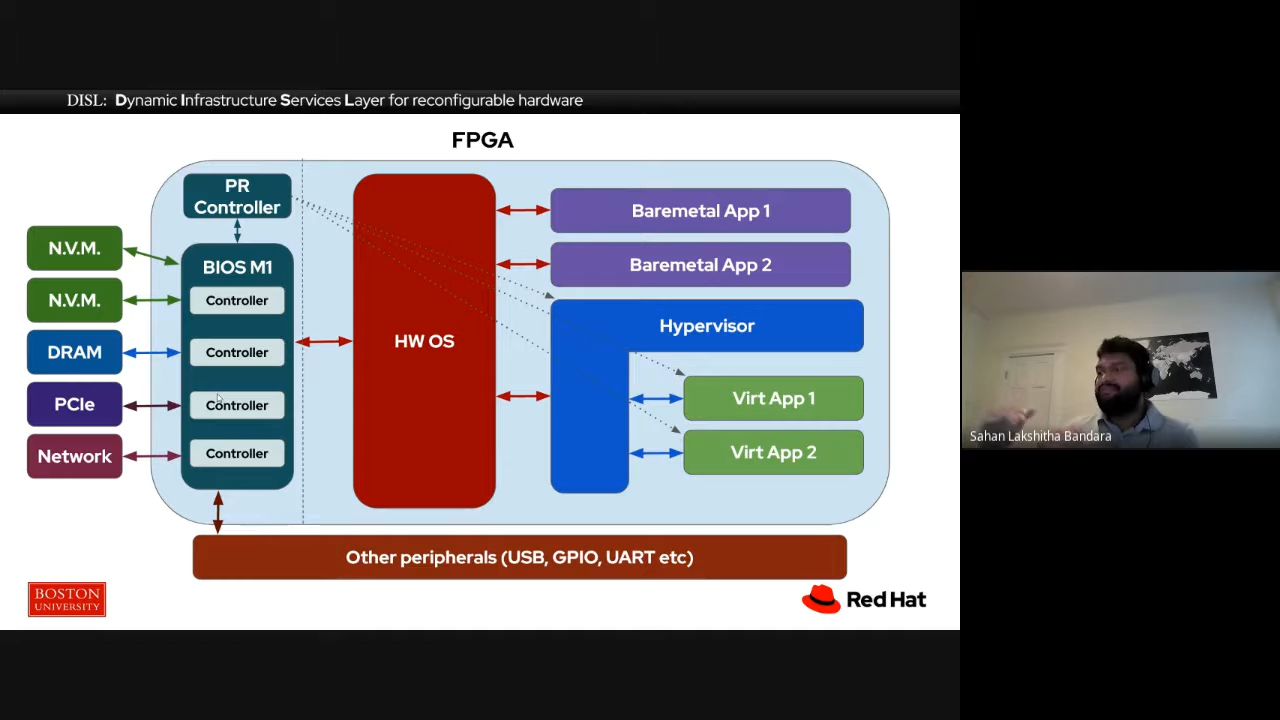 DISL: Dynamic Infrastructure Services Layer for reconfigurable hardware
FPGA
PR
Controller
N.V.M.
N.V.M.
DRAM
PCIe
Network
BIOS M1
Controller
Controller
Controller
Controller
HW OS
Baremetal App 1
Baremetal App 2
Hypervisor
Virt App 1
Virt App 2
Other peripherals (USB, GPIO, UART etc)
BOSTON
UNIVERSITY
Red Hat
Sahan Lakshitha Bandara